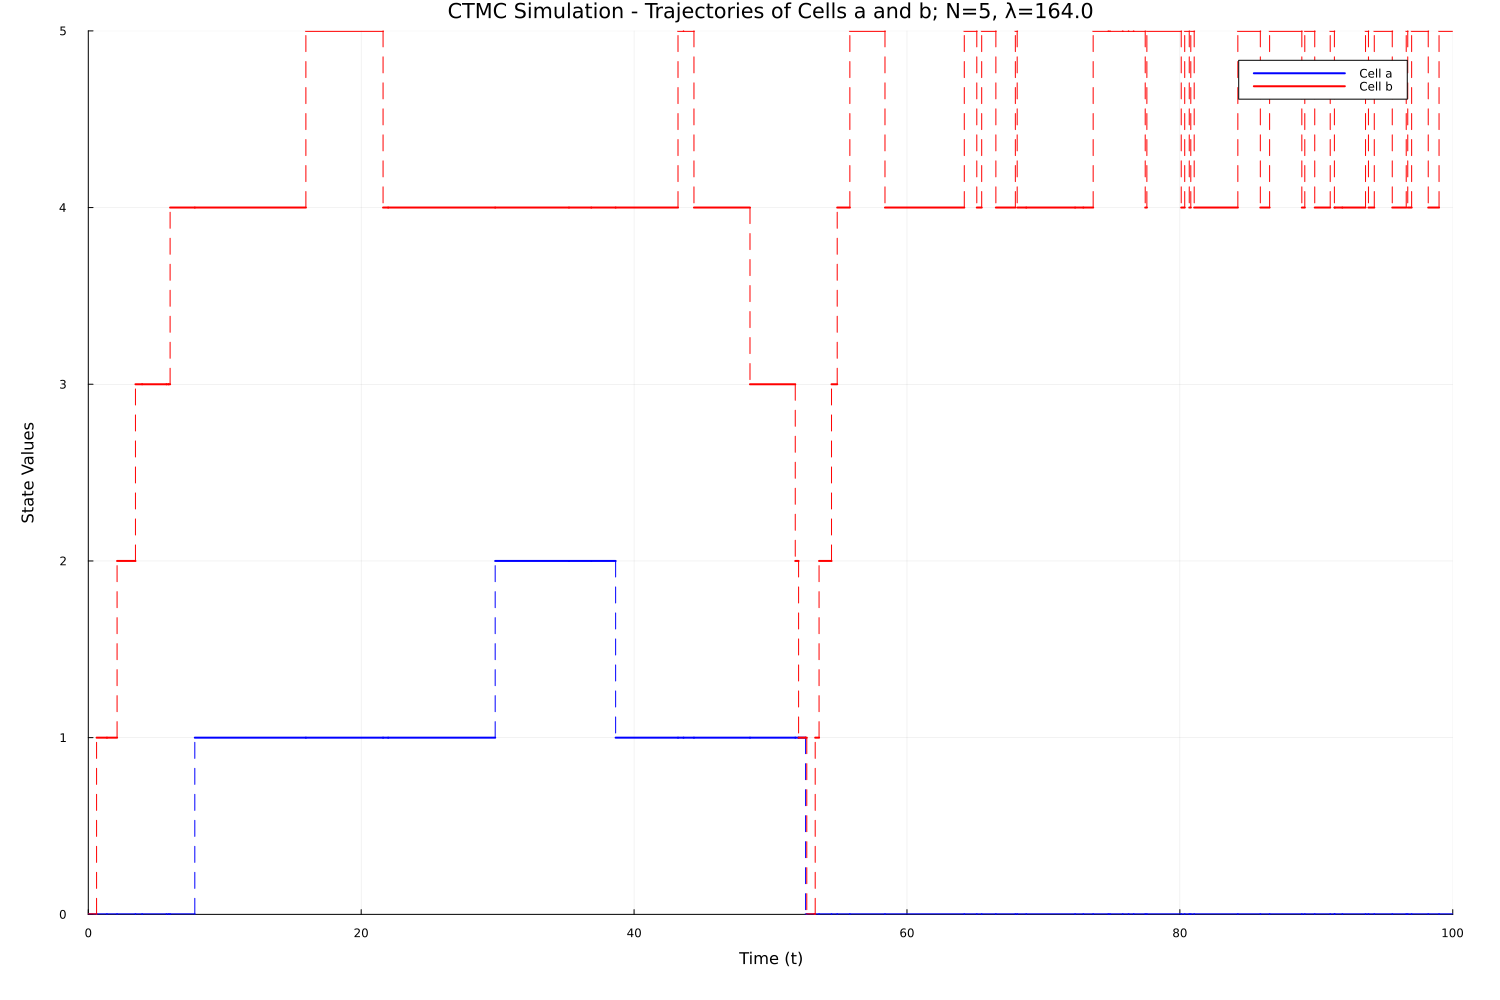 CTMC Simulation - Trajectories of Cells a and b; N=5, λ=164.0
5
Cell a
Cell b
4
3
State Values
2
1
0
0 20 40 60 80 100
Time (t)